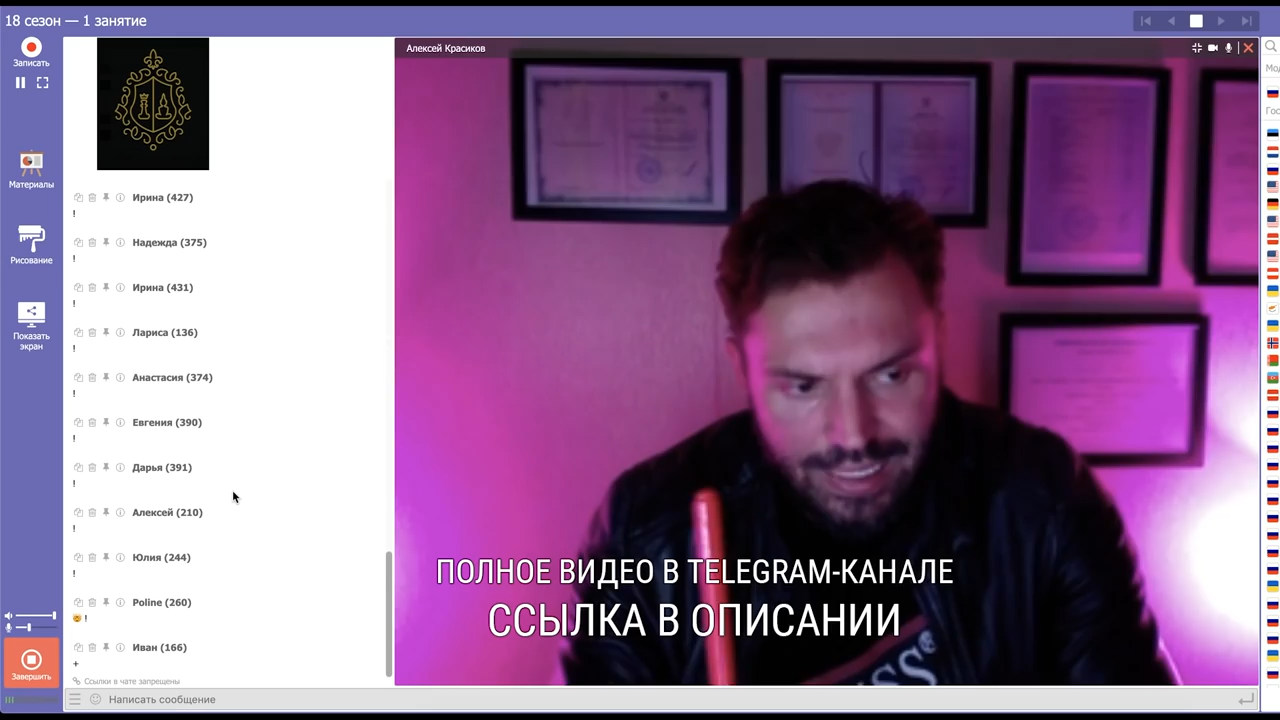 18 сезон — 1 занятие
Записать
Материалы
Рисование
Показать
экран
Завершить
Ирина (427)
!
Надежда (375)
!
Ирина (431)
!
Лариса (136)
!
Анастасия (374)
!
Евгения (390)
!
Дарья (391)
!
Алексей (210)
!
Юлия (244)
!
Poline (260)
🤯 !
Иван (166)
+
Ссылки в чате запрещены
Написать сообщение
Алексей Красиков
ПОЛНОЕ ВИДЕО В TELEGRAM-КАНАЛЕ
ССЫЛКА В ОПИСАНИИ
Мод
Гос